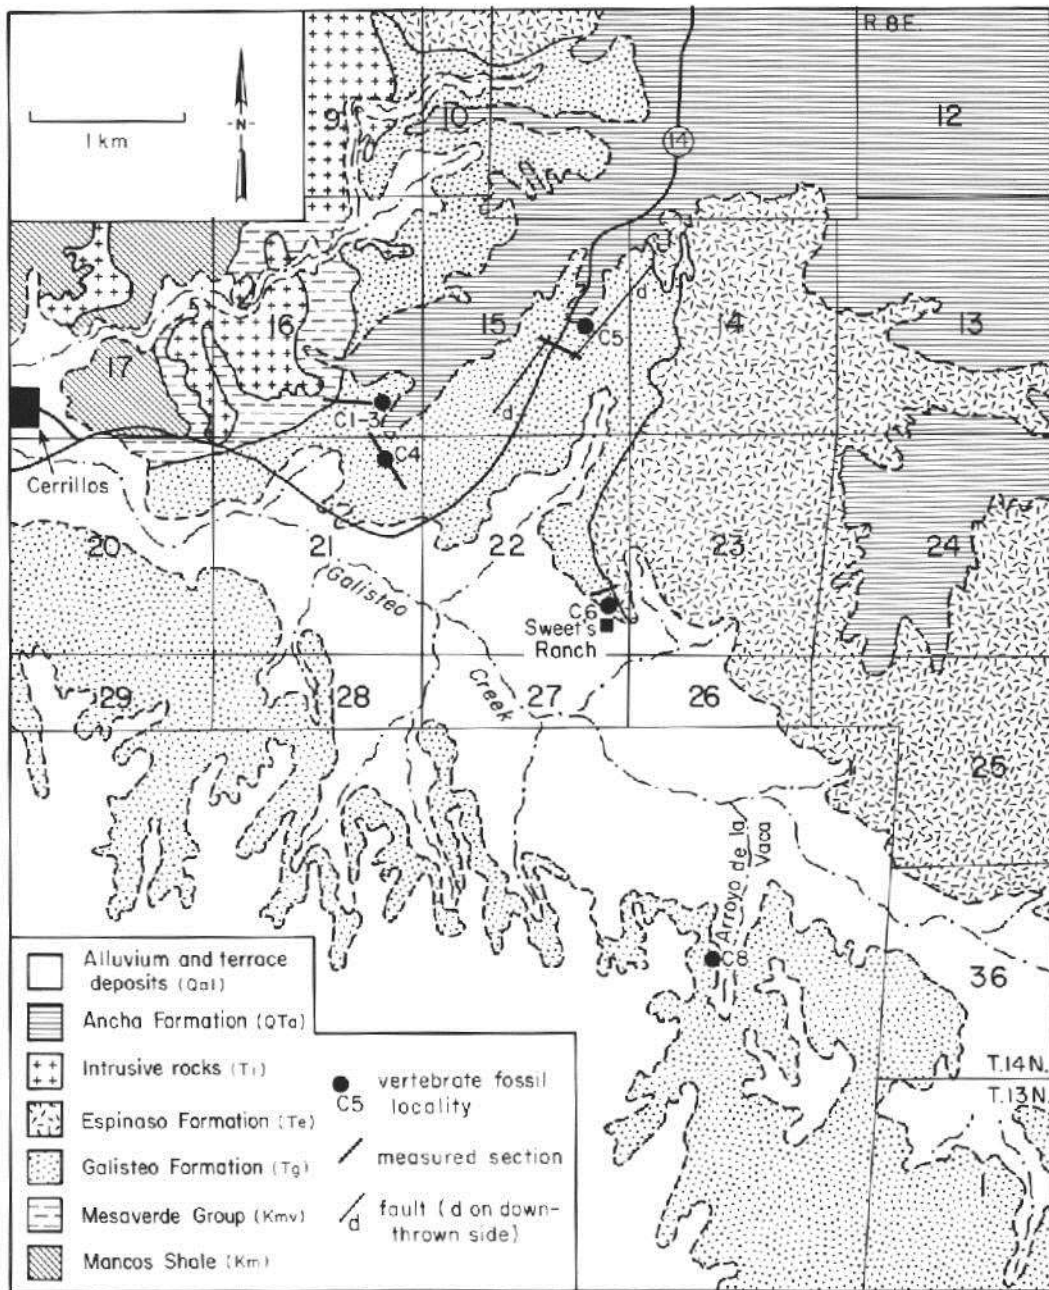 R.8E.
1 km
N
9
10
12
14
16
15
14
13
17
C5
d
d
C1-3
C4
Cerrillos
20
21
22
23
24
Galisteo
C6
Sweet's
Ranch
29
28
Creek
27
26
25
Arroyo de la
Vaca
C8
36
T.14N.
T.13N.
1
Alluvium and terrace
deposits (Qal)
Ancha Formation (QTa)
Intrusive rocks (Ti)
Espinaso Formation (Te)
Galisteo Formation (Tg)
Mesaverde Group (Kmv)
Mancos Shale (Km)
C5
vertebrate fossil
locality
measured section
d
fault (d on down-
thrown side)